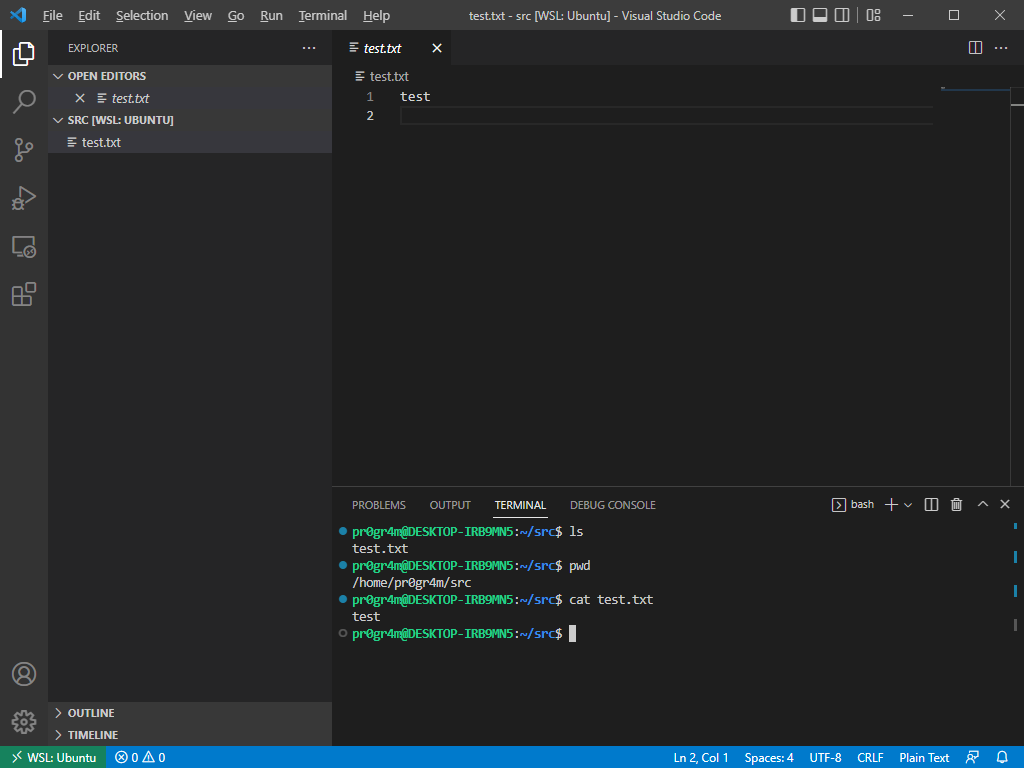 File Edit Selection View Go Run Terminal Help test.txt - src [WSL: Ubuntu] - Visual Studio Code
EXPLORER
OPEN EDITORS
test.txt
SRC [WSL: UBUNTU]
test.txt
OUTLINE
TIMELINE
test.txt
test.txt
1 test
2
PROBLEMS OUTPUT TERMINAL DEBUG CONSOLE bash
pr0gr4m@DESKTOP-IRB9MN5:~/src$ ls
test.txt
pr0gr4m@DESKTOP-IRB9MN5:~/src$ pwd
/home/pr0gr4m/src
pr0gr4m@DESKTOP-IRB9MN5:~/src$ cat test.txt
test
pr0gr4m@DESKTOP-IRB9MN5:~/src$
WSL: Ubuntu 0 0 Ln 2, Col 1 Spaces: 4 UTF-8 CRLF Plain Text